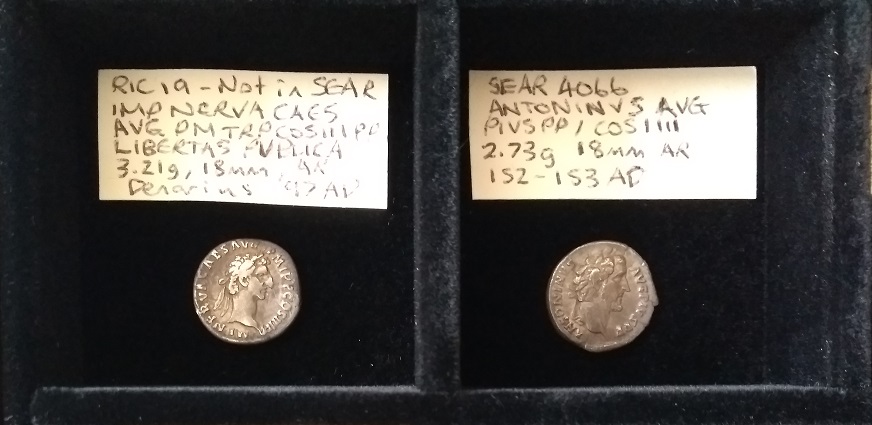 RIC 19 - Not in SEAR
IMP NERVA CAES
AVG PM TRP COS III PP
LIBERTAS PVBLICA
3.21g, 18mm, AR
Denarius 97 AD
SEAR 4066
ANTONINVS AVG
PIVS PP / COS IIII
2.73g 18mm AR
152-153 AD